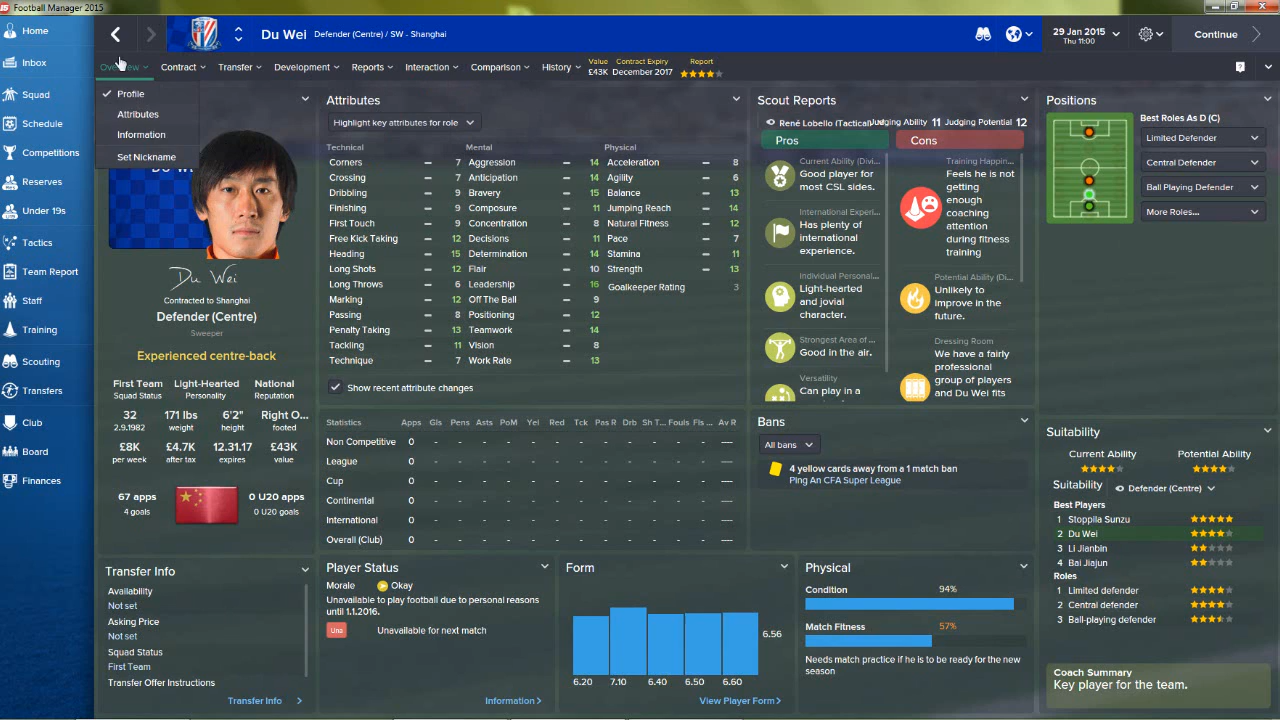 Football Manager 2015
Home
Inbox
Squad
Schedule
Competitions
Reserves
Under 19s
Tactics
Team Report
Staff
Training
Scouting
Transfers
Club
Board
Finances
Du Wei
Defender (Centre) / SW - Shanghai
29 Jan 2015
Thu 11:00
Continue
Overview
Contract
Transfer
Development
Reports
Interaction
Comparison
History
Value
£43K
Contract Expiry
December 2017
Report
Profile
Attributes
Information
Set Nickname
DU WE
Du Wei
Contracted to Shanghai
Defender (Centre)
Sweeper
Experienced centre-back
First Team
Squad Status
Light-Hearted
Personality
National
Reputation
32
2.9.1982
171 lbs
weight
6'2"
height
Right O...
footed
£8K
per week
£4.7K
after tax
12.31.17
expires
£43K
value
67 apps
4 goals
0 U20 apps
0 U20 goals
Attributes
Highlight key attributes for role
Technical Mental Physical
Corners 7 Aggression 14 Acceleration 8
Crossing 7 Anticipation 14 Agility 6
Dribbling 9 Bravery 15 Balance 13
Finishing 9 Composure 11 Jumping Reach 14
First Touch 9 Concentration 8 Natural Fitness 12
Free Kick Taking 12 Decisions 11 Pace 7
Heading 15 Determination 14 Stamina 11
Long Shots 12 Flair 10 Strength 13
Long Throws 6 Leadership 16 Goalkeeper Rating 3
Marking 12 Off The Ball 9
Passing 8 Positioning 12
Penalty Taking 13 Teamwork 14
Tackling 11 Vision 8
Technique 7 Work Rate 13
Show recent attribute changes
Scout Reports
René Lobello (Tactical Judging Ability 11 Judging Potential 12
Pros
Cons
Current Ability (Divi...
Good player for
most CSL sides.
International Experi...
Has plenty of
international
experience.
Individual Personal...
Light-hearted
and jovial
character.
Strongest Area of ...
Good in the air.
Versatility
Can play in a
Training Happin...
Feels he is not
getting
enough
coaching
attention
during fitness
training
Potential Ability (Di...
Unlikely to
improve in the
future.
Dressing Room
We have a fairly
professional
group of players
and Du Wei fits
Positions
Best Roles As D (C)
Limited Defender
Central Defender
Ball Playing Defender
More Roles...
Statistics Apps Gls Pens Asts PoM Yel Red Tck Pas R Drb Sh T... Fouls Fls ... Av R
Non Competitive 0 - - - - - - - - - - - - ---
League 0 - - - - - - - - - - - - ---
Cup 0 - - - - - - - - - - - - ---
Continental 0 - - - - - - - - - - - - ---
International 0 - - - - - - - - - - - - ---
Overall (Club) 0 - - - - - - - - - - - - ---
Bans
All bans
4 yellow cards away from a 1 match ban
Ping An CFA Super League
Suitability
Current Ability
Potential Ability
Suitability
Defender (Centre)
Best Players
1 Stoppila Sunzu
2 Du Wei
3 Li Jianbin
4 Bai Jiajun
Roles
1 Limited defender
2 Central defender
3 Ball-playing defender
Coach Summary
Key player for the team.
Transfer Info
Availability
Not set
Asking Price
Not set
Squad Status
First Team
Transfer Offer Instructions
Transfer Info
Player Status
Morale Okay
Unavailable to play football due to personal reasons
until 1.1.2016.
Una Unavailable for next match
Information
Form
6.56
6.20 7.10 6.40 6.50 6.60
View Player Form
Physical
Condition 94%
Match Fitness 57%
Needs match practice if he is to be ready for the new
season